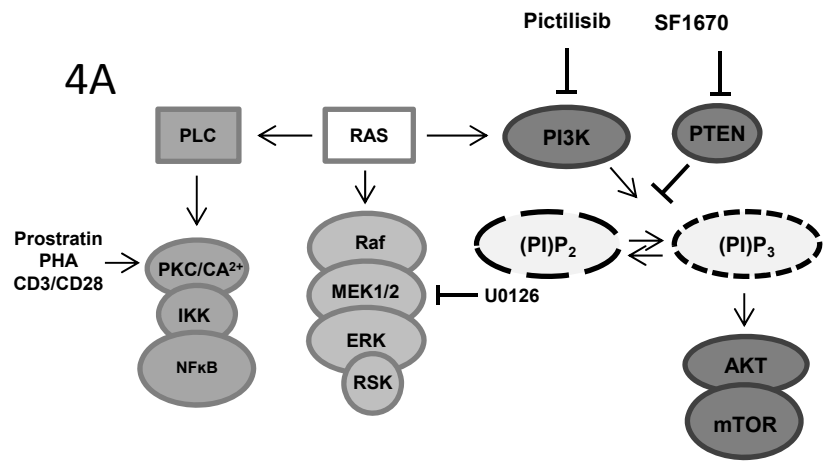 Pictilisib
SF1670
4A
PLC
RAS
PI3K
PTEN
Prostratin
PHA
CD3/CD28
PKC/CA²⁺
IKK
NFκB
Raf
MEK1/2
ERK
RSK
U0126
(PI)P₂
(PI)P₃
AKT
mTOR